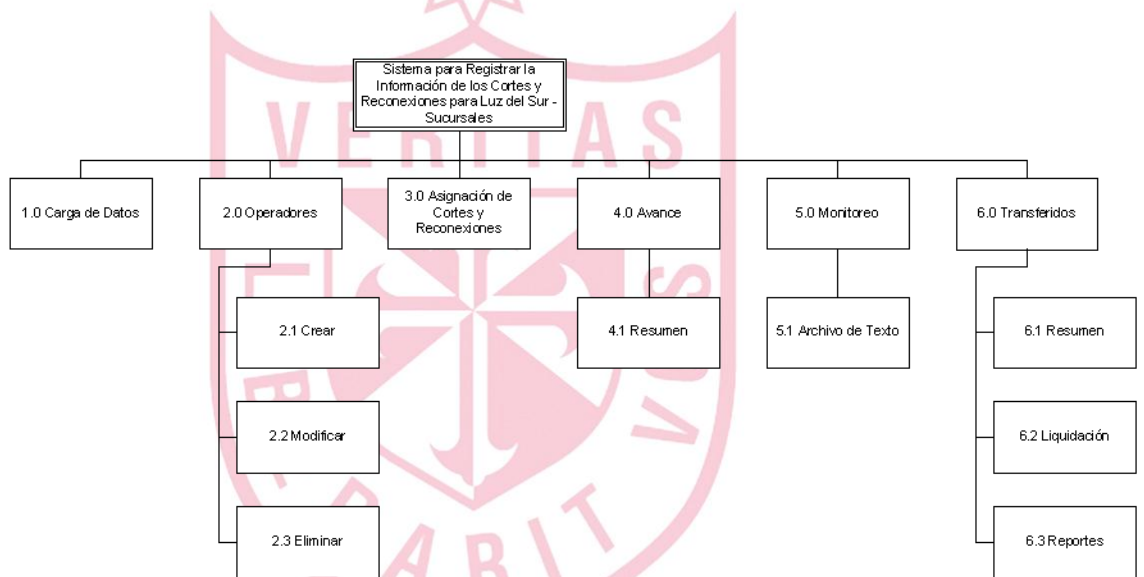 Sistema para Registrar la
Información de los Cortes y
Reconexiones para Luz del Sur -
Sucursales
VERITAS
1.0 Carga de Datos
2.0 Operadores
3.0 Asignación de
Cortes y
Reconexiones
4.0 Avance
5.0 Monitoreo
6.0 Transferidos
2.1 Crear
4.1 Resumen
5.1 Archivo de Texto
6.1 Resumen
2.2 Modificar
6.2 Liquidación
2.3 Eliminar
6.3 Reportes